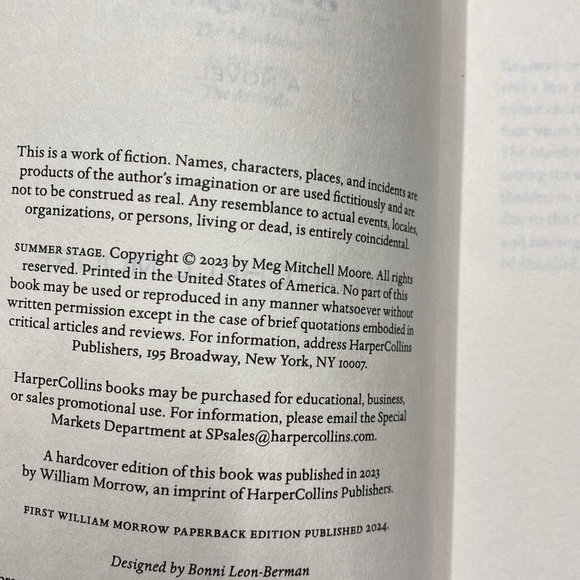 A NOVEL
This is a work of fiction. Names, characters, places, and incidents are
products of the author's imagination or are used fictitiously and are
not to be construed as real. Any resemblance to actual events, locales,
organizations, or persons, living or dead, is entirely coincidental.
SUMMER STAGE. Copyright © 2023 by Meg Mitchell Moore. All rights
reserved. Printed in the United States of America. No part of this
book may be used or reproduced in any manner whatsoever without
written permission except in the case of brief quotations embodied in
critical articles and reviews. For information, address HarperCollins
Publishers, 195 Broadway, New York, NY 10007.
HarperCollins books may be purchased for educational, business,
or sales promotional use. For information, please email the Special
Markets Department at SPsales@harpercollins.com.
A hardcover edition of this book was published in 2023
by William Morrow, an imprint of HarperCollins Publishers.
FIRST WILLIAM MORROW PAPERBACK EDITION PUBLISHED 2024.
Designed by Bonni Leon-Berman